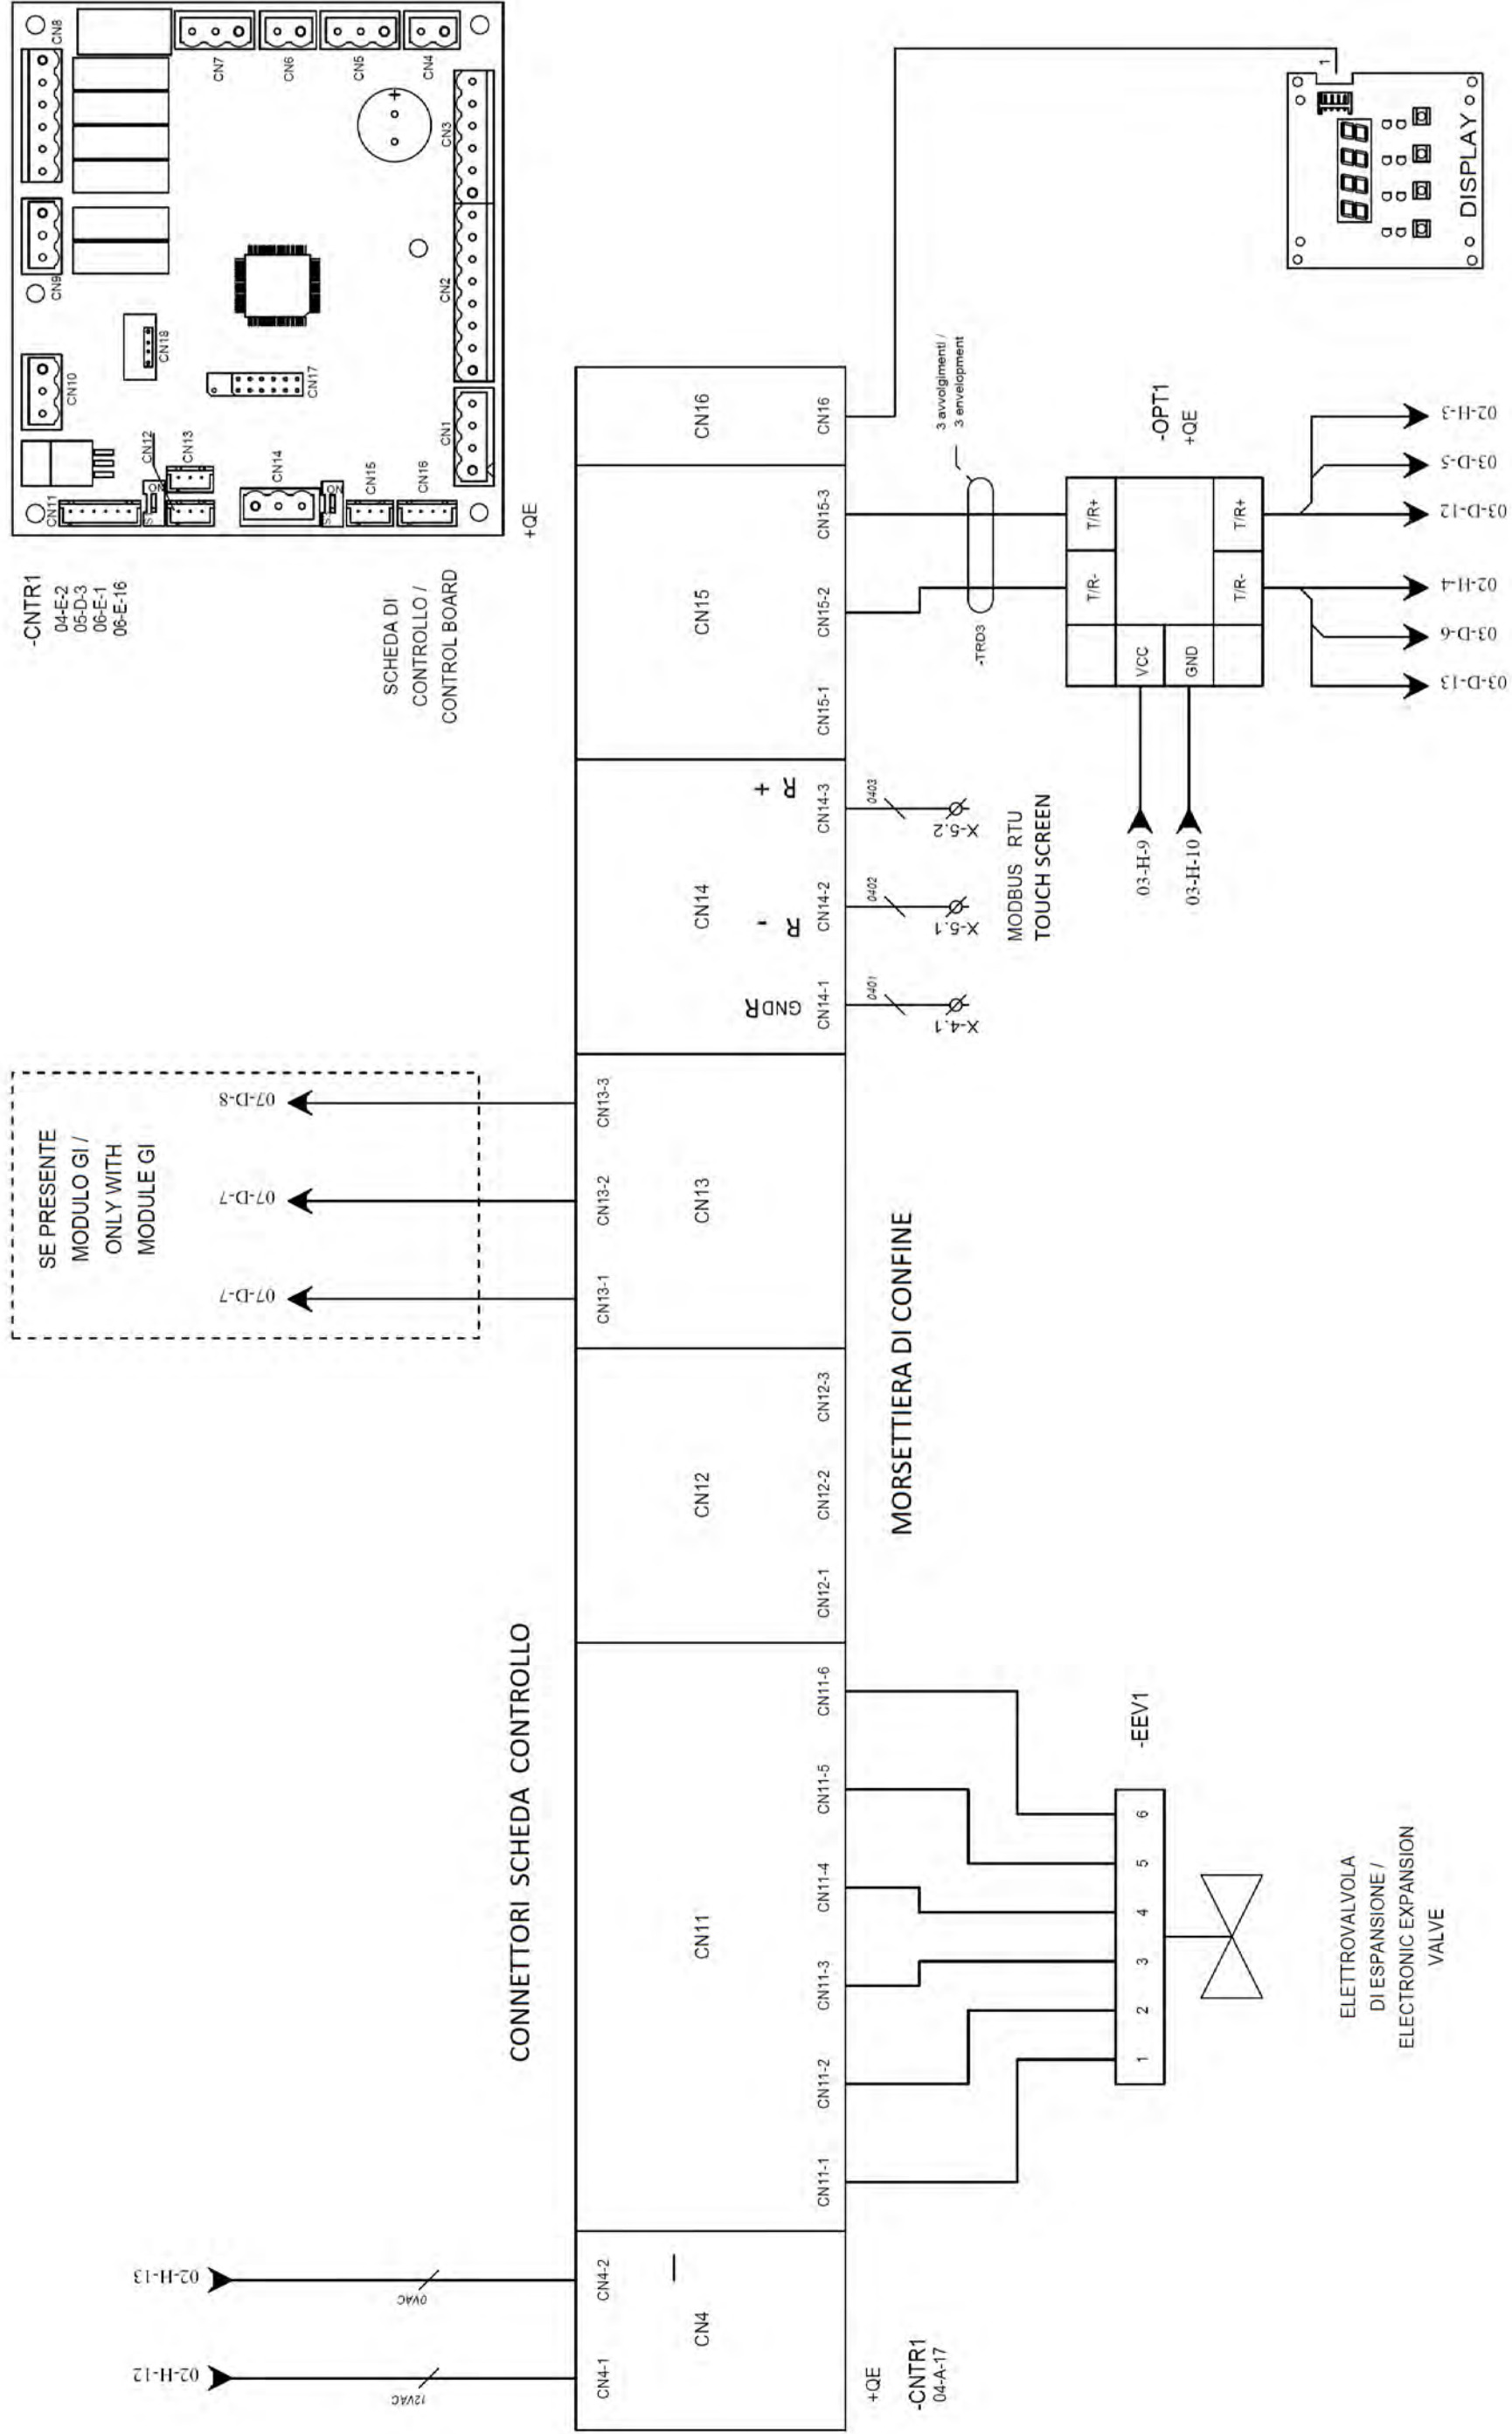 -CNTR1
04-E-2
05-D-3
06-E-1
06-E-16
SCHEDA DI
CONTROLLO /
CONTROL BOARD
+QE
CN11
CN10
CN9
CN8
CN7
CN6
CN5
CN4
CN3
CN2
CN1
CN12
CN13
CN14
CN15
CN16
CN17
CN18
ON
ON
+
SE PRESENTE
MODULO GI /
ONLY WITH
MODULE GI
07-D-7
07-D-7
07-D-8
02-H-12
02-H-13
12VAC
0VAC
CONNETTORI SCHEDA CONTROLLO
CN4-1
CN4-2
CN13-1
CN13-2
CN13-3
CN4
CN11
CN12
CN13
CN14
CN15
CN16
GND R
R -
R +
CN11-1
CN11-2
CN11-3
CN11-4
CN11-5
CN11-6
CN12-1
CN12-2
CN12-3
CN14-1
CN14-2
CN14-3
CN15-1
CN15-2
CN15-3
CN16
+QE
-CNTR1
04-A-17
MORSETTIERA DI CONFINE
0401
0402
0403
X-4.1
X-5.1
X-5.2
MODBUS RTU
TOUCH SCREEN
3 avvolgimenti /
3 envelopment
-TRD3
-OPT1
+QE
T/R-
T/R+
VCC
GND
T/R-
T/R+
03-H-9
03-H-10
03-D-13
03-D-6
02-H-4
03-D-12
03-D-5
02-H-3
1
DISPLAY
1
2
3
4
5
6
-EEV1
ELETTROVALVOLA
DI ESPANSIONE /
ELECTRONIC EXPANSION
VALVE